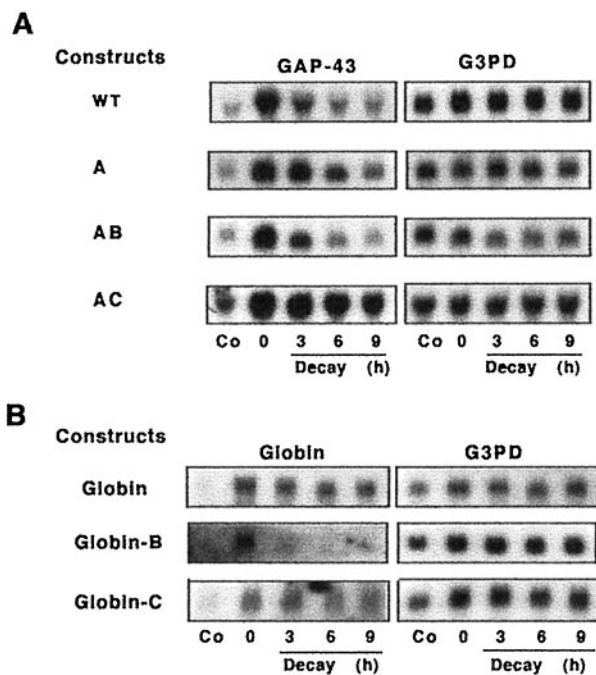 A
Constructs GAP-43 G3PD
WT
A
AB
AC
Co 0 3 6 9 Co 0 3 6 9
Decay (h) Decay (h)
B
Constructs Globin G3PD
Globin
Globin-B
Globin-C
Co 0 3 6 9 Co 0 3 6 9
Decay (h) Decay (h)